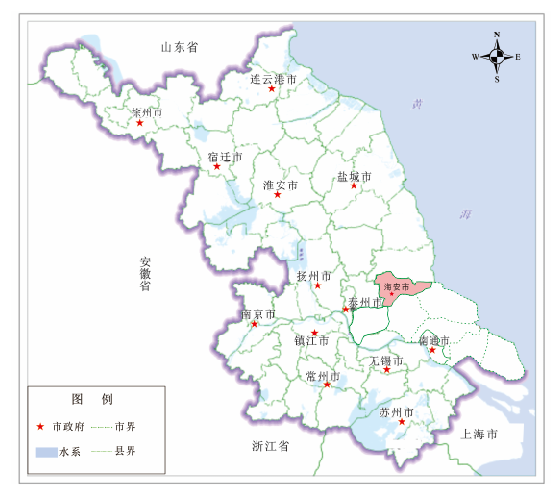 山东省
N
W E
S
连云港市
徐州市
黄
宿迁市
淮安市
盐城市
海
安徽省
扬州市
海安市
泰州市
南京市
镇江市
南通市
无锡市
常州市
苏州市
上海市
浙江省
图 例
市政府 市界
水系 县界